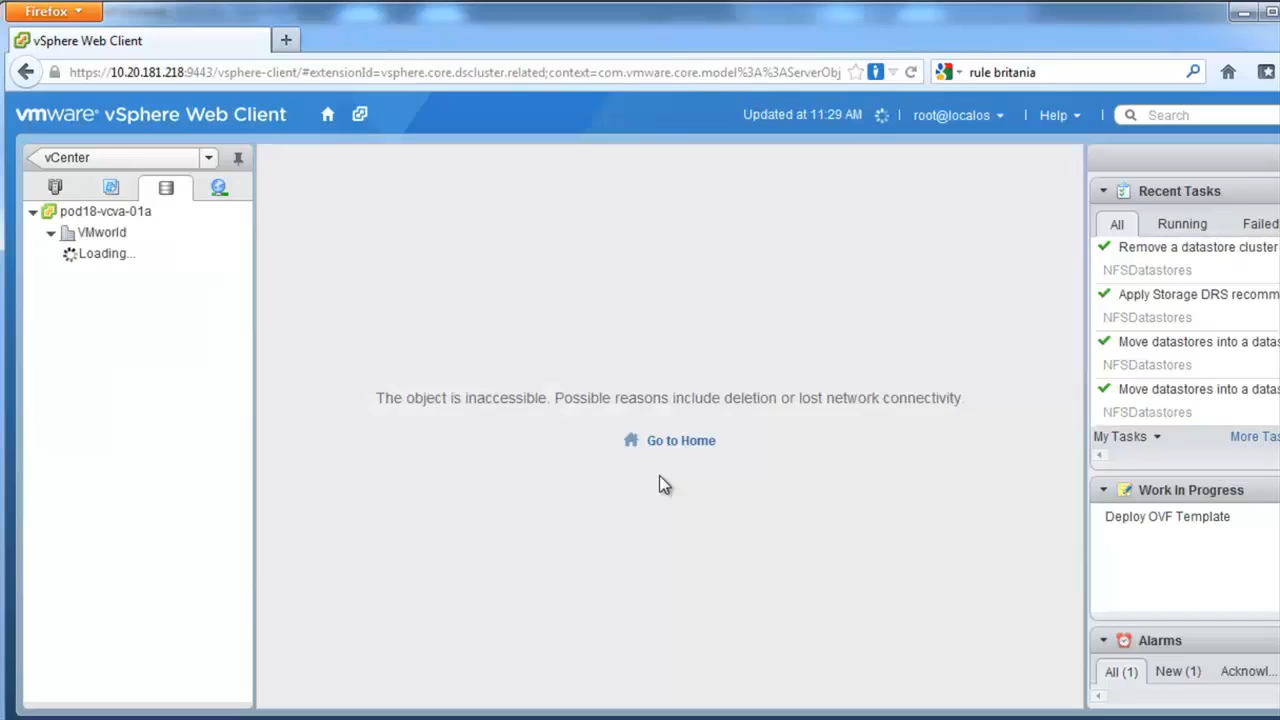 Firefox
vSphere Web Client
https://10.20.181.218:9443/vsphere-client/#extensionId=vsphere.core.dscluster.related;context=com.vmware.core.model%3A%3AServerObj
rule britania
vmware® vSphere Web Client
Updated at 11:29 AM
root@localos
Help
Search
vCenter
pod18-vcva-01a
VMworld
Loading...
The object is inaccessible. Possible reasons include deletion or lost network connectivity.
Go to Home
Recent Tasks
All Running Failed
Remove a datastore cluster
NFSDatastores
Apply Storage DRS recomm
NFSDatastores
Move datastores into a datas
NFSDatastores
Move datastores into a datas
NFSDatastores
My Tasks More Tas
Work In Progress
Deploy OVF Template
Alarms
All (1) New (1) Acknowl...